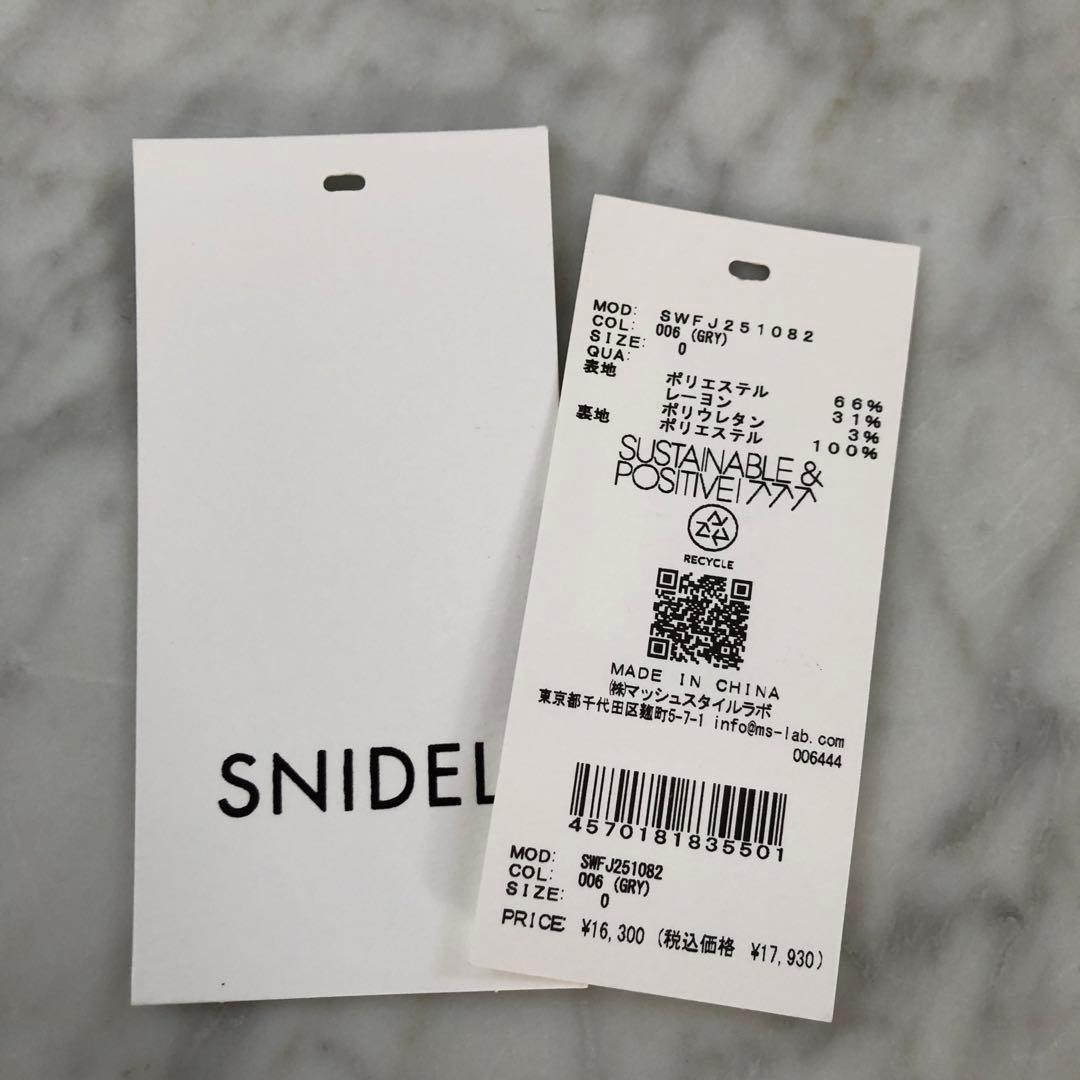 SNIDEL
MOD: SWFJ251082
COL: 006 (GRY)
SIZE: 0
QUA:
表地 ポリエステル 66%
レーヨン 31%
ポリウレタン 3%
裏地 ポリエステル 100%
SUSTAINABLE &
POSITIVE!
RECYCLE
MADE IN CHINA
㈱マッシュスタイルラボ
東京都千代田区麹町5-7-1 info@ms-lab.com
006444
4570181835501
MOD: SWFJ251082
COL: 006 (GRY)
SIZE: 0
PRICE ¥16,300 (税込価格 ¥17,930)